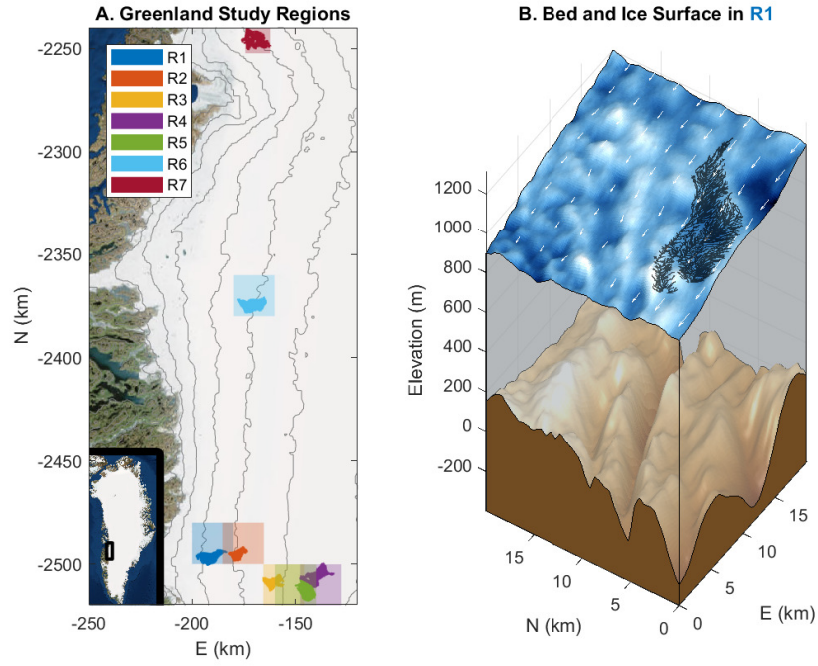 A. Greenland Study Regions
-2250
-2300
-2350
-2400
-2450
-2500
N (km)
R1
R2
R3
R4
R5
R6
R7
-250
-200
-150
E (km)
B. Bed and Ice Surface in R1
1200
1000
800
600
400
200
0
-200
Elevation (m)
15
10
5
0
N (km)
0
5
10
15
E (km)